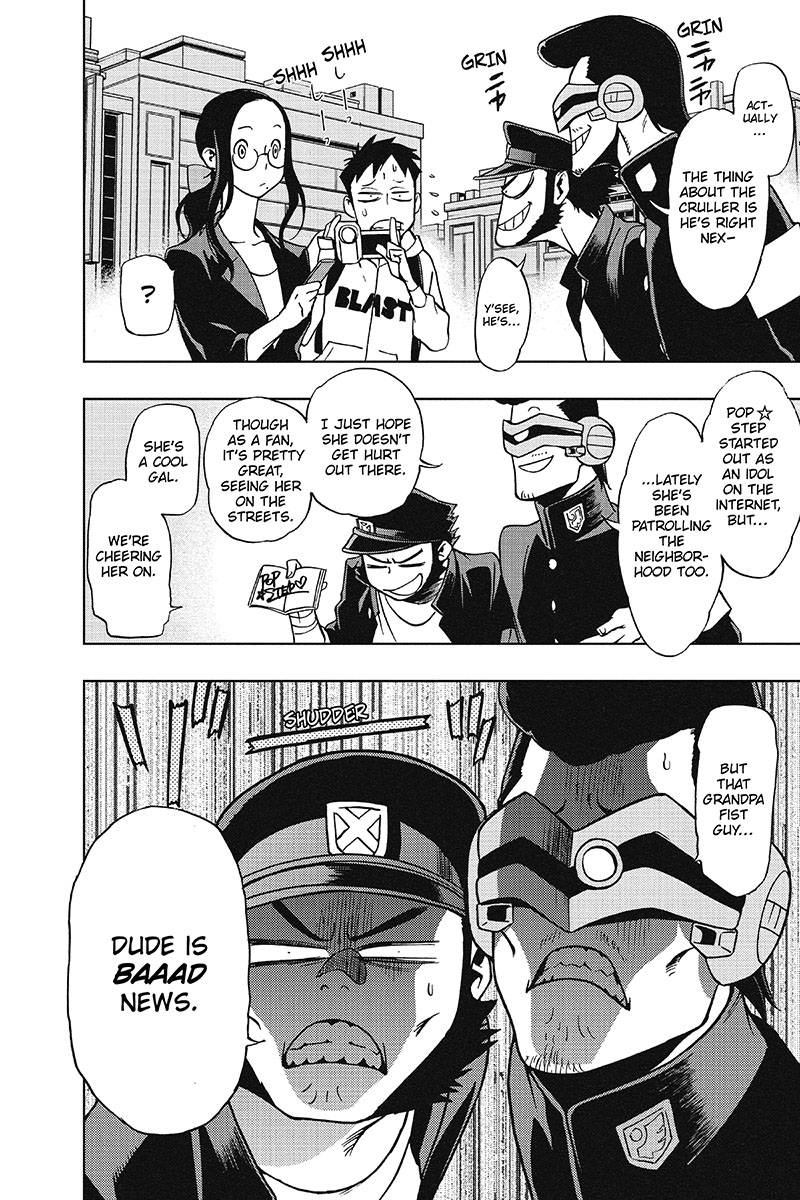 GRIN
ニヤ
GRIN
ニヤ
ACT-
UALLY
...
THE THING
ABOUT THE
CRULLER IS
HE'S RIGHT
NEX-
Y'SEE,
HE'S...
SHHH
SHHH
BLAST
?
POP☆
STEP
STARTED
OUT AS
AN IDOL
ON THE
INTERNET,
BUT...
...LATELY
SHE'S
BEEN
PATROLLING
THE
NEIGHBOR-
HOOD TOO.
I JUST HOPE
SHE DOESN'T
GET HURT
OUT THERE.
THOUGH
AS A FAN,
IT'S PRETTY
GREAT,
SEEING HER
ON THE
STREETS.
POP
☆STEP♡
SHE'S
A COOL
GAL.
WE'RE
CHEERING
HER ON.
SHUDDER
BUT
THAT
GRANDPA
FIST
GUY...
DUDE IS
BAAAD
NEWS.